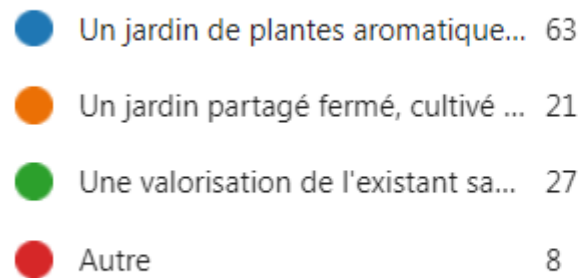 Un jardin de plantes aromatique... 63
Un jardin partagé fermé, cultivé ... 21
Une valorisation de l'existant sa... 27
Autre 8